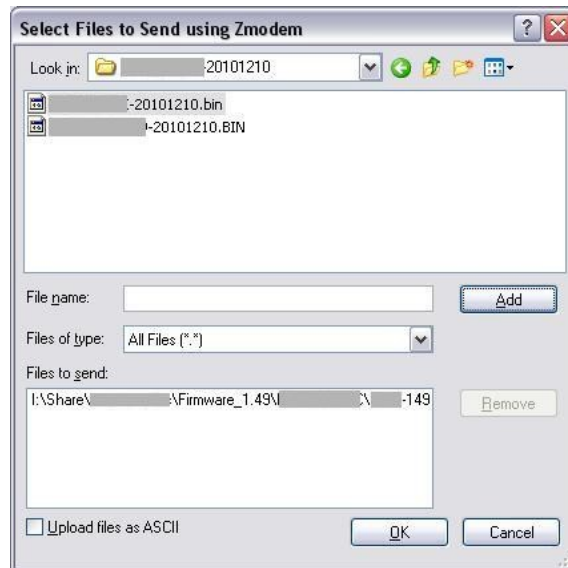 Select Files to Send using Zmodem
Look in: -20101210
-20101210.bin
-20101210.BIN
File name:
Add
Files of type: All Files (*.*)
Files to send:
I:\Share\ \Firmware_1.49\ \ -149
Remove
Upload files as ASCII
OK
Cancel